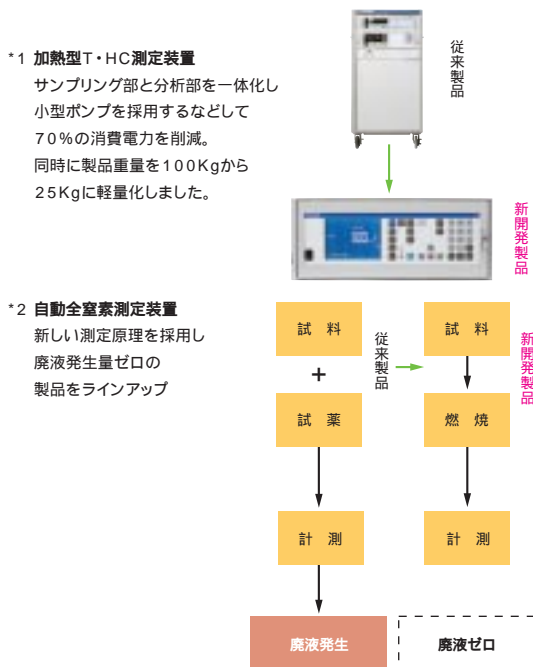 *1 加熱型T・HC測定装置
サンプリング部と分析部を一体化し
小型ポンプを採用するなどして
70%の消費電力を削減。
同時に製品重量を100Kgから
25Kgに軽量化しました。
従来製品
新開発製品
*2 自動全窒素測定装置
新しい測定原理を採用し
廃液発生量ゼロの
製品をラインアップ
試 料
+
試 薬
計 測
廃液発生
従来製品
試 料
燃 焼
計 測
廃液ゼロ
新開発製品